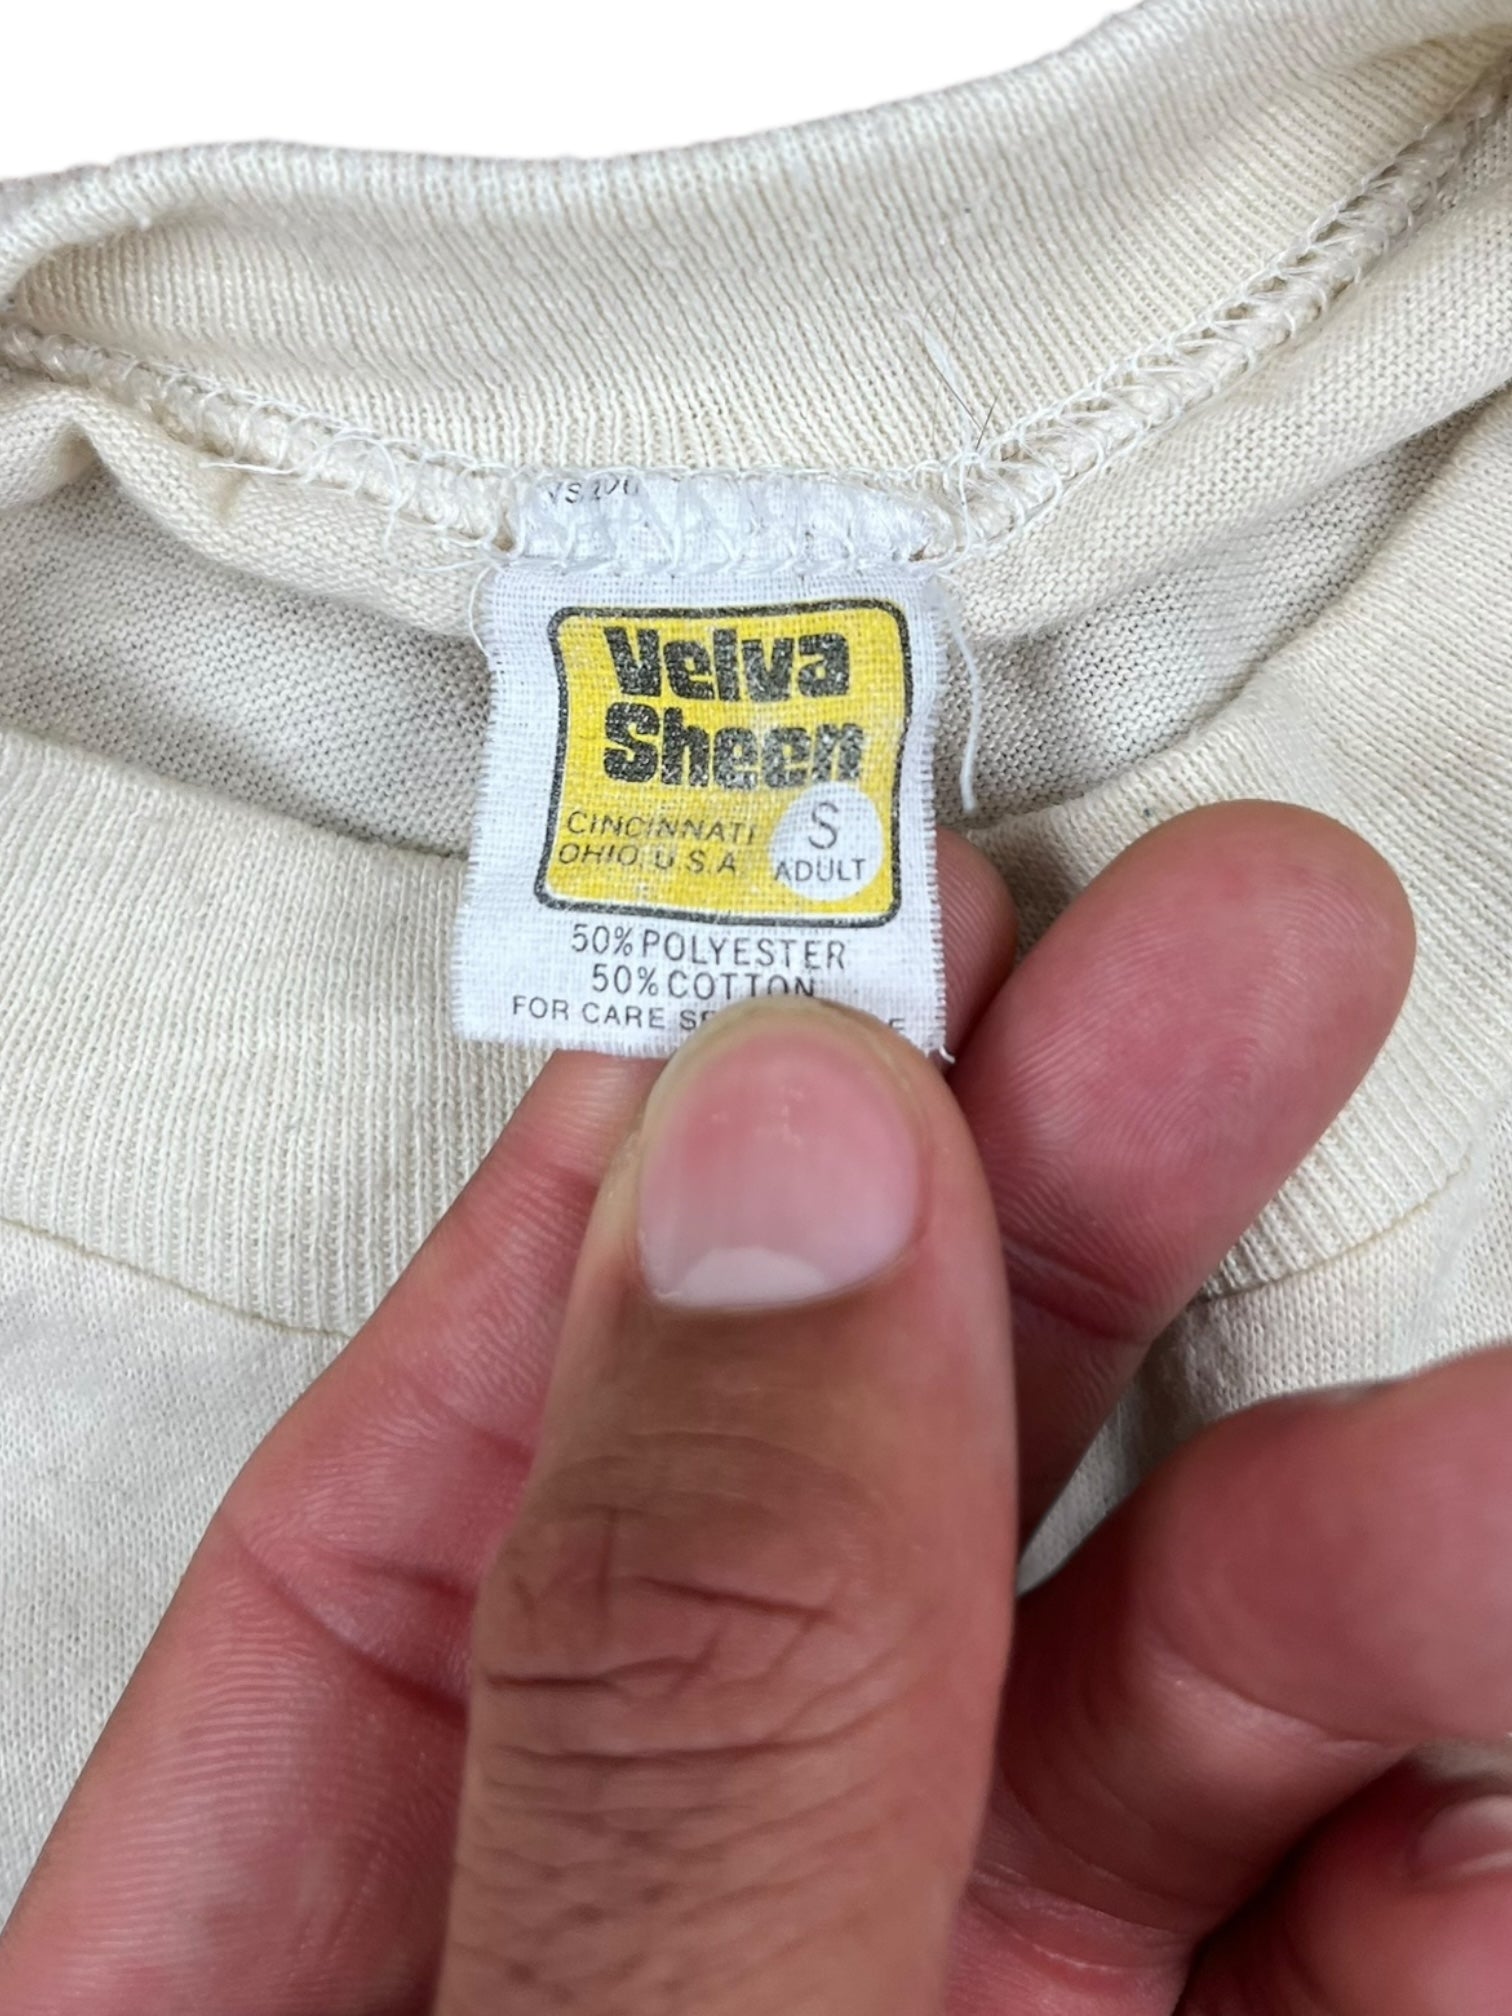 Velva
Sheen
CINCINNATI
OHIO, U.S.A.
S
ADULT
50% POLYESTER
50% COTTON
FOR CARE